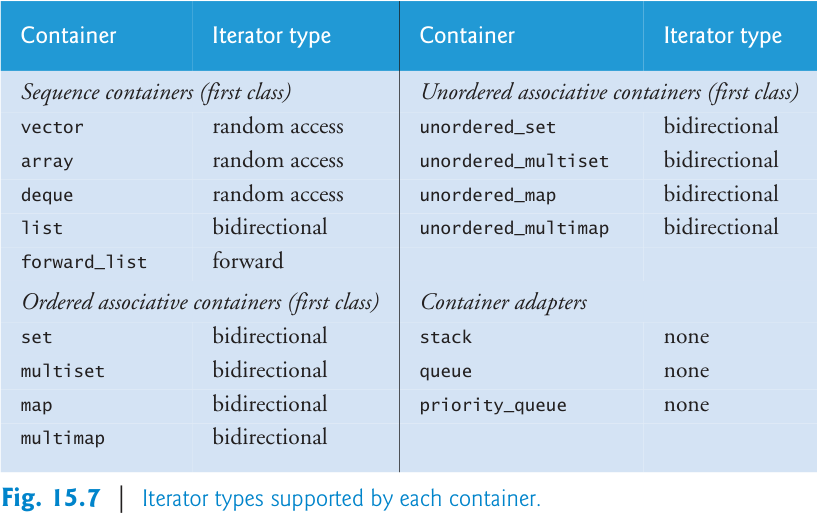 Container Iterator type Container Iterator type
Sequence containers (first class) Unordered associative containers (first class)
vector random access unordered_set bidirectional
array random access unordered_multiset bidirectional
deque random access unordered_map bidirectional
list bidirectional unordered_multimap bidirectional
forward_list forward
Ordered associative containers (first class) Container adapters
set bidirectional stack none
multiset bidirectional queue none
map bidirectional priority_queue none
multimap bidirectional
Fig. 15.7 | Iterator types supported by each container.